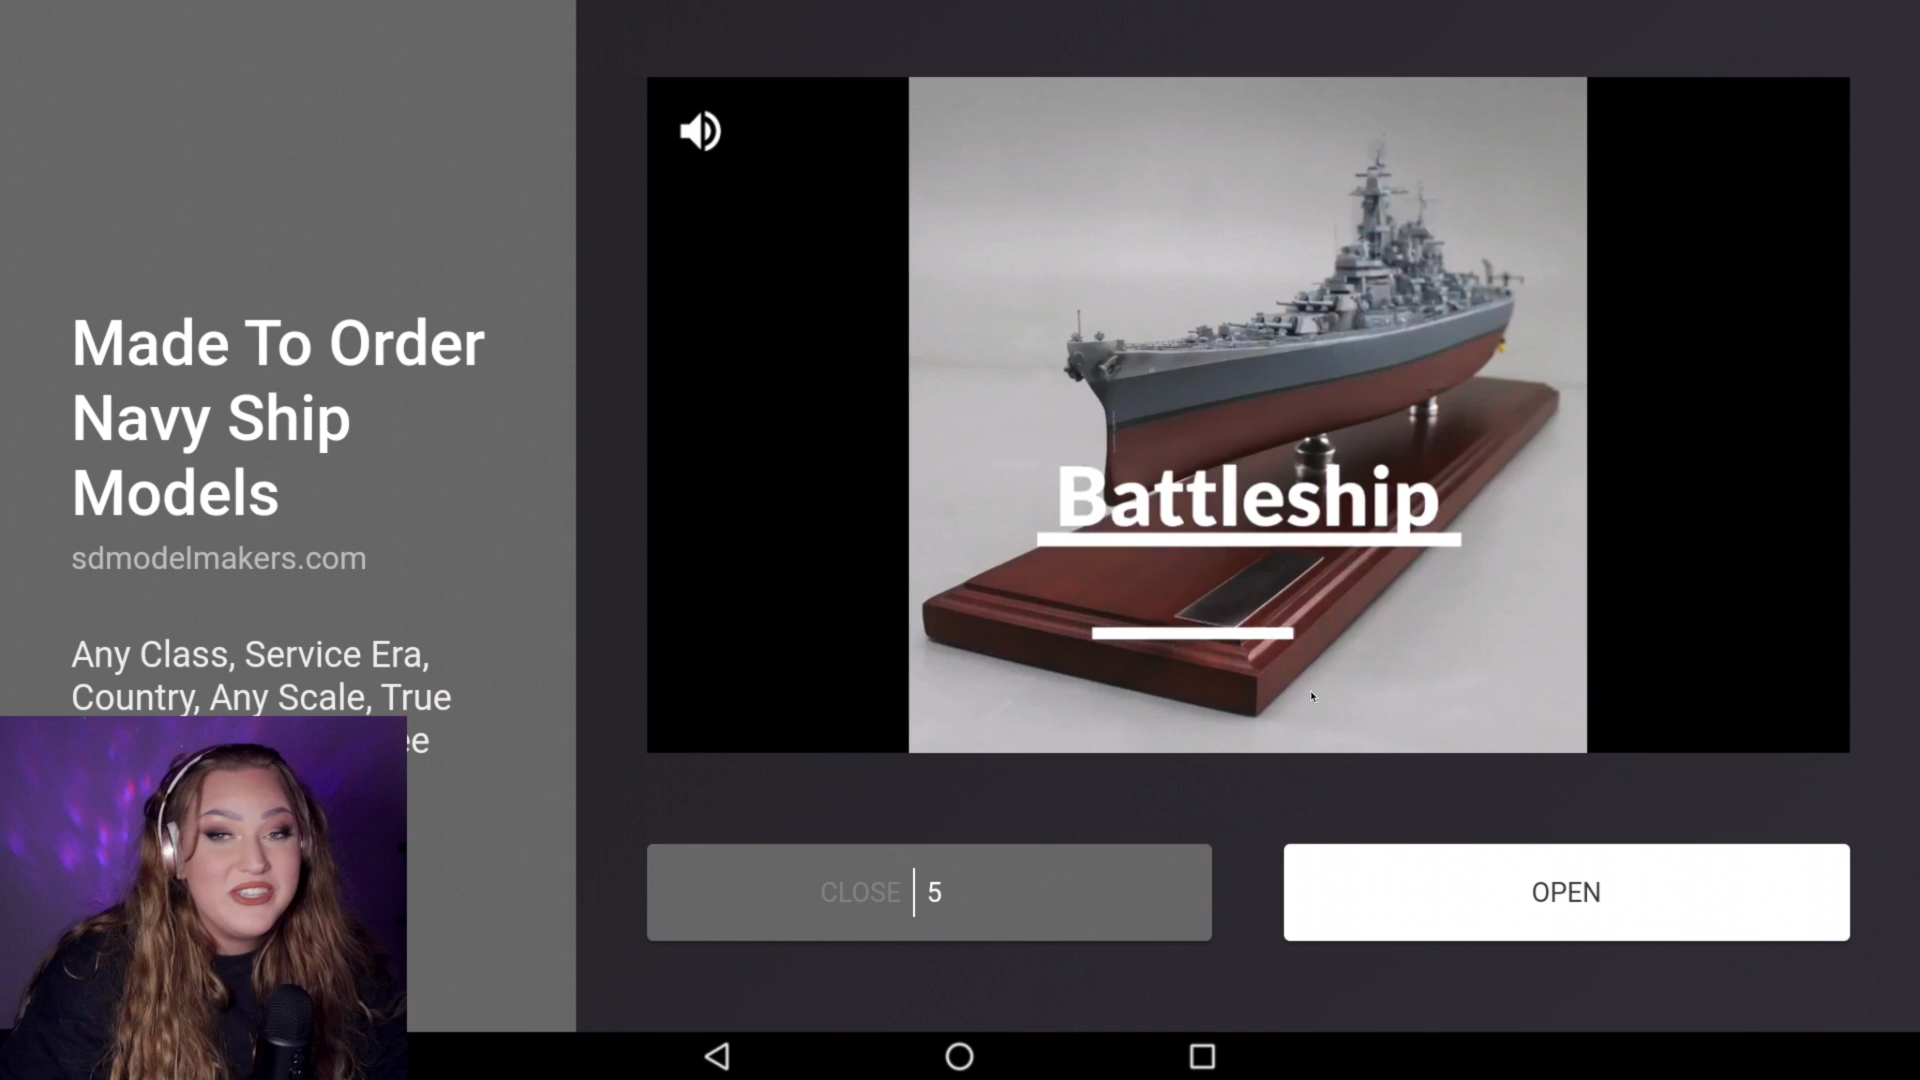 Made To Order
Navy Ship
Models
sdmodelmakers.com
Any Class, Service Era,
Country, Any Scale, True
Battleship
CLOSE 5
OPEN